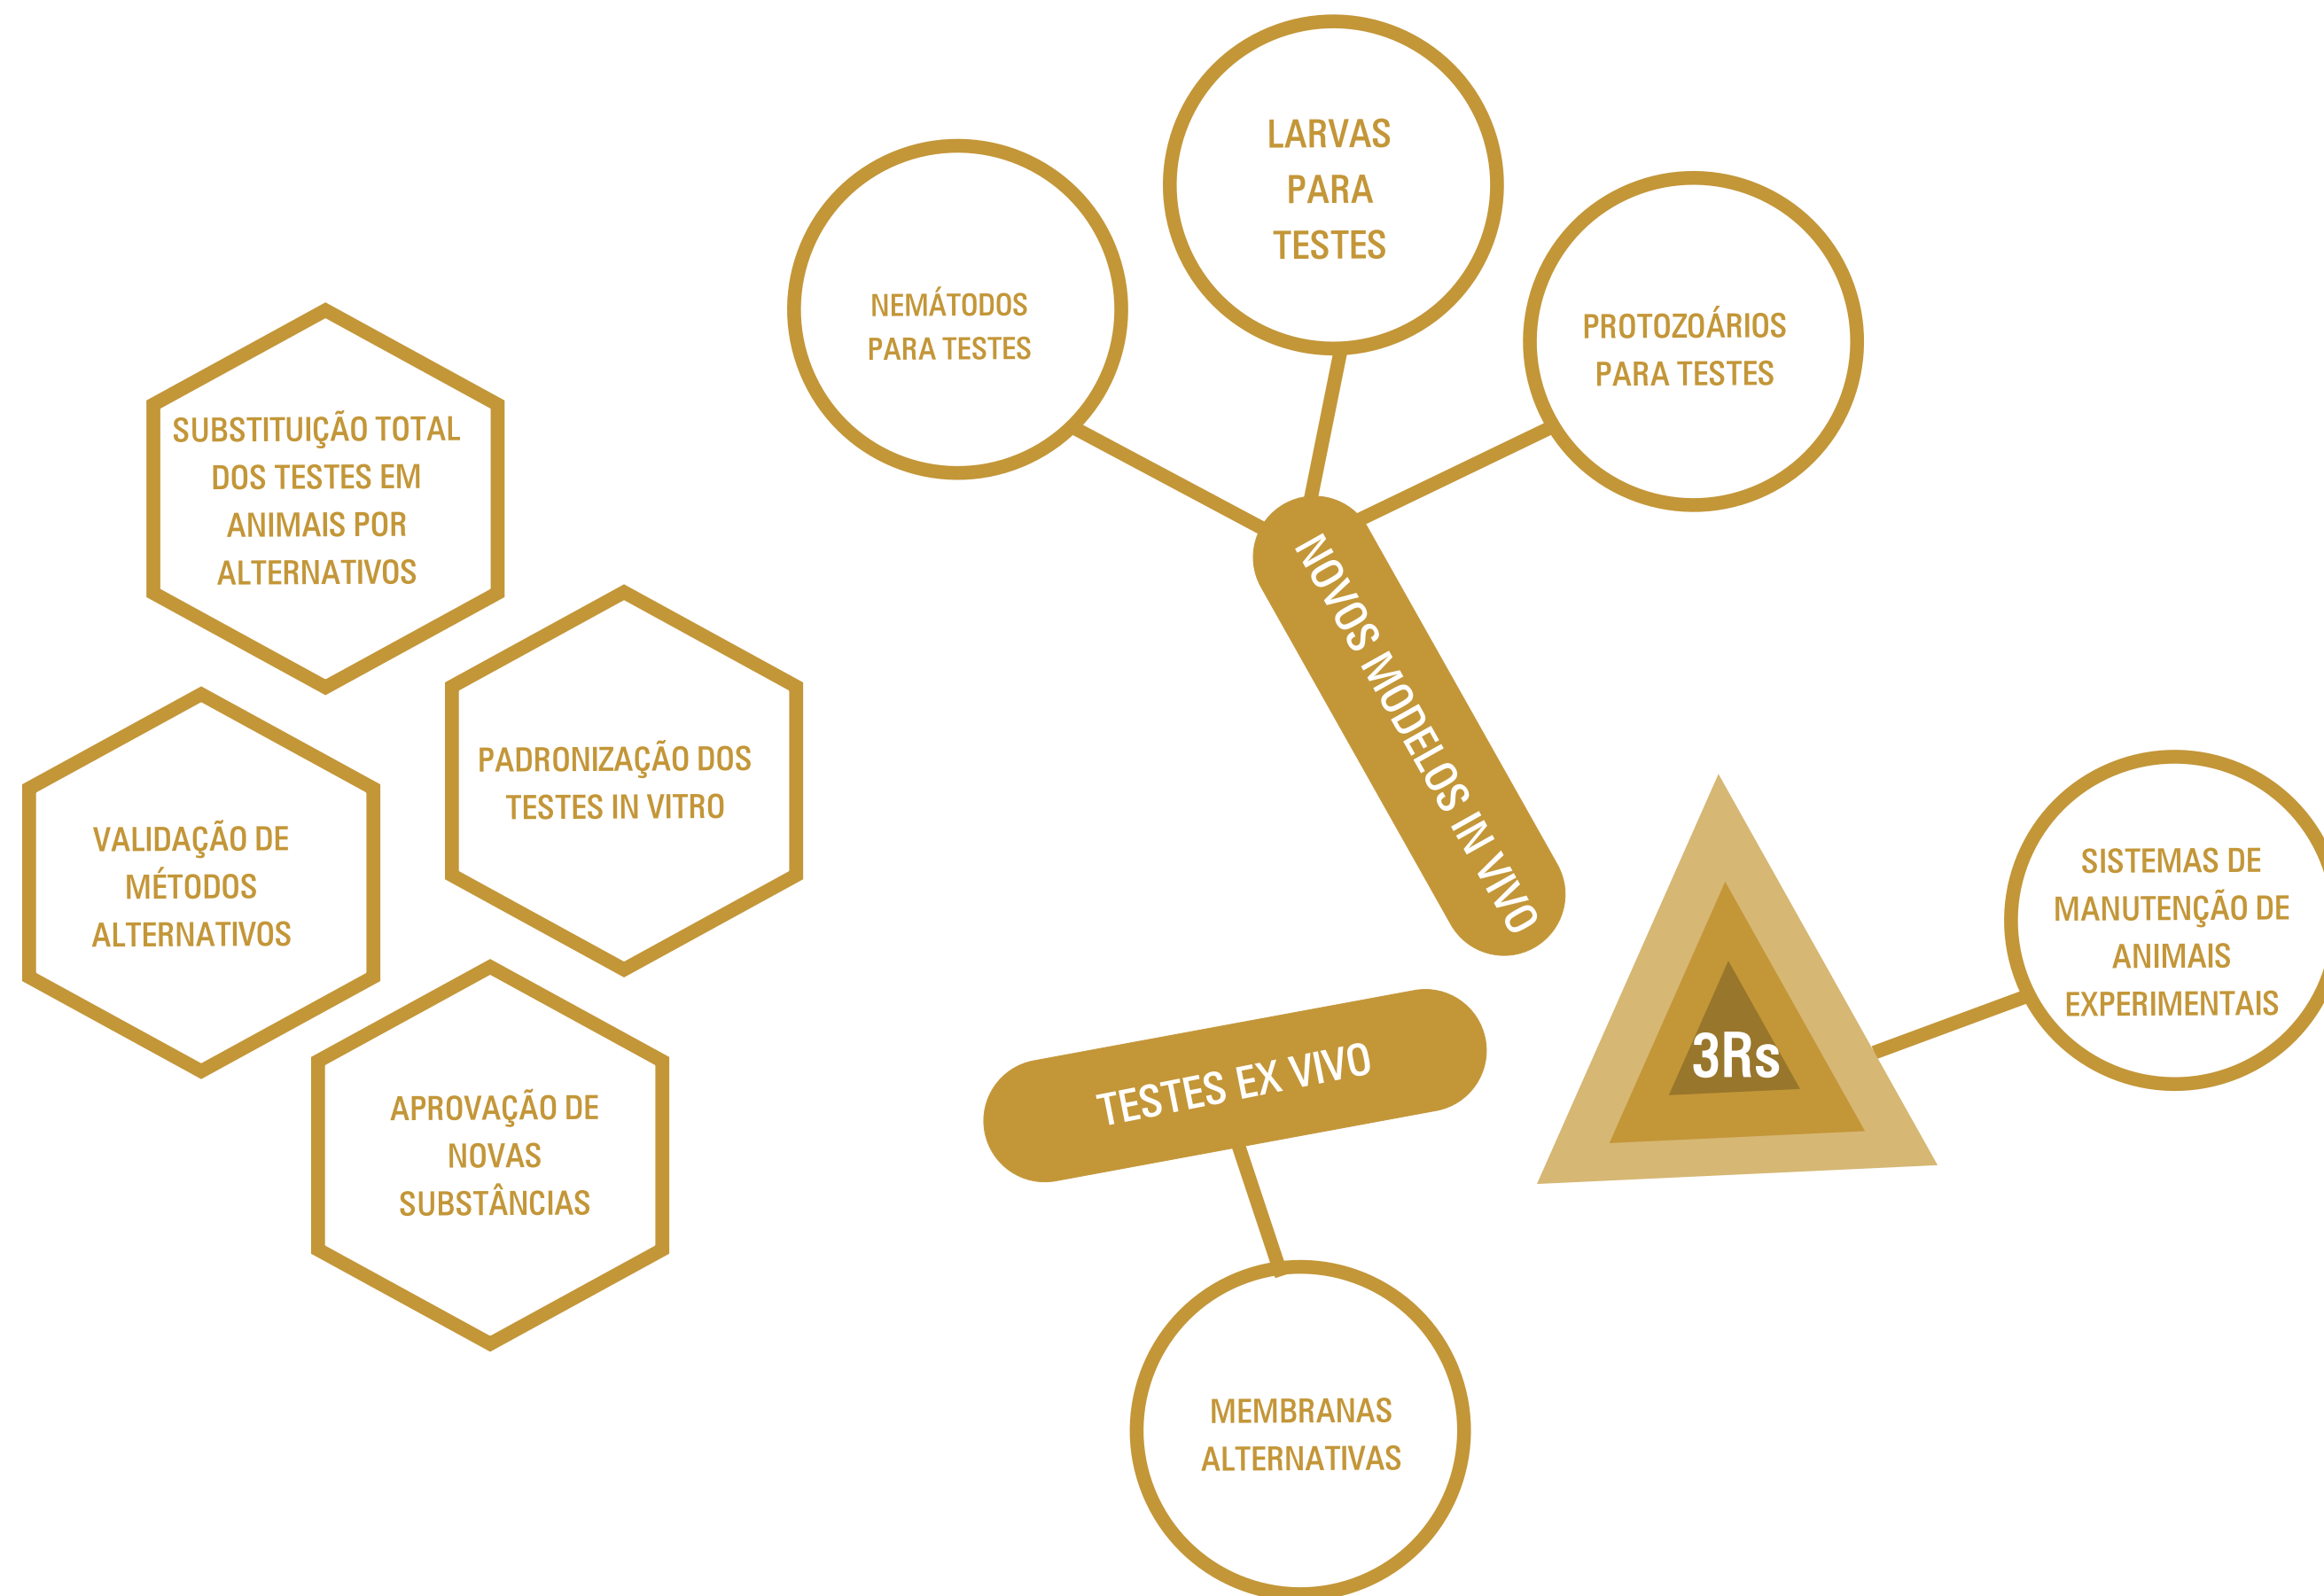 LARVAS
PARA
TESTES
NEMÁTODOS
PARA TESTES
PROTOZOÁRIOS
PARA TESTES
SUBSTITUIÇÃO TOTAL
DOS TESTES EM
ANIMAIS POR
ALTERNATIVOS
NOVOS MODELOS IN VIVO
PADRONIZAÇÃO DOS
TESTES IN VITRO
VALIDAÇÃO DE
MÉTODOS
ALTERNATIVOS
SISTEMAS DE
MANUTENÇÃO DE
ANIMAIS
EXPERIMENTAIS
3Rs
TESTES EX VIVO
APROVAÇÃO DE
NOVAS
SUBSTÂNCIAS
MEMBRANAS
ALTERNATIVAS